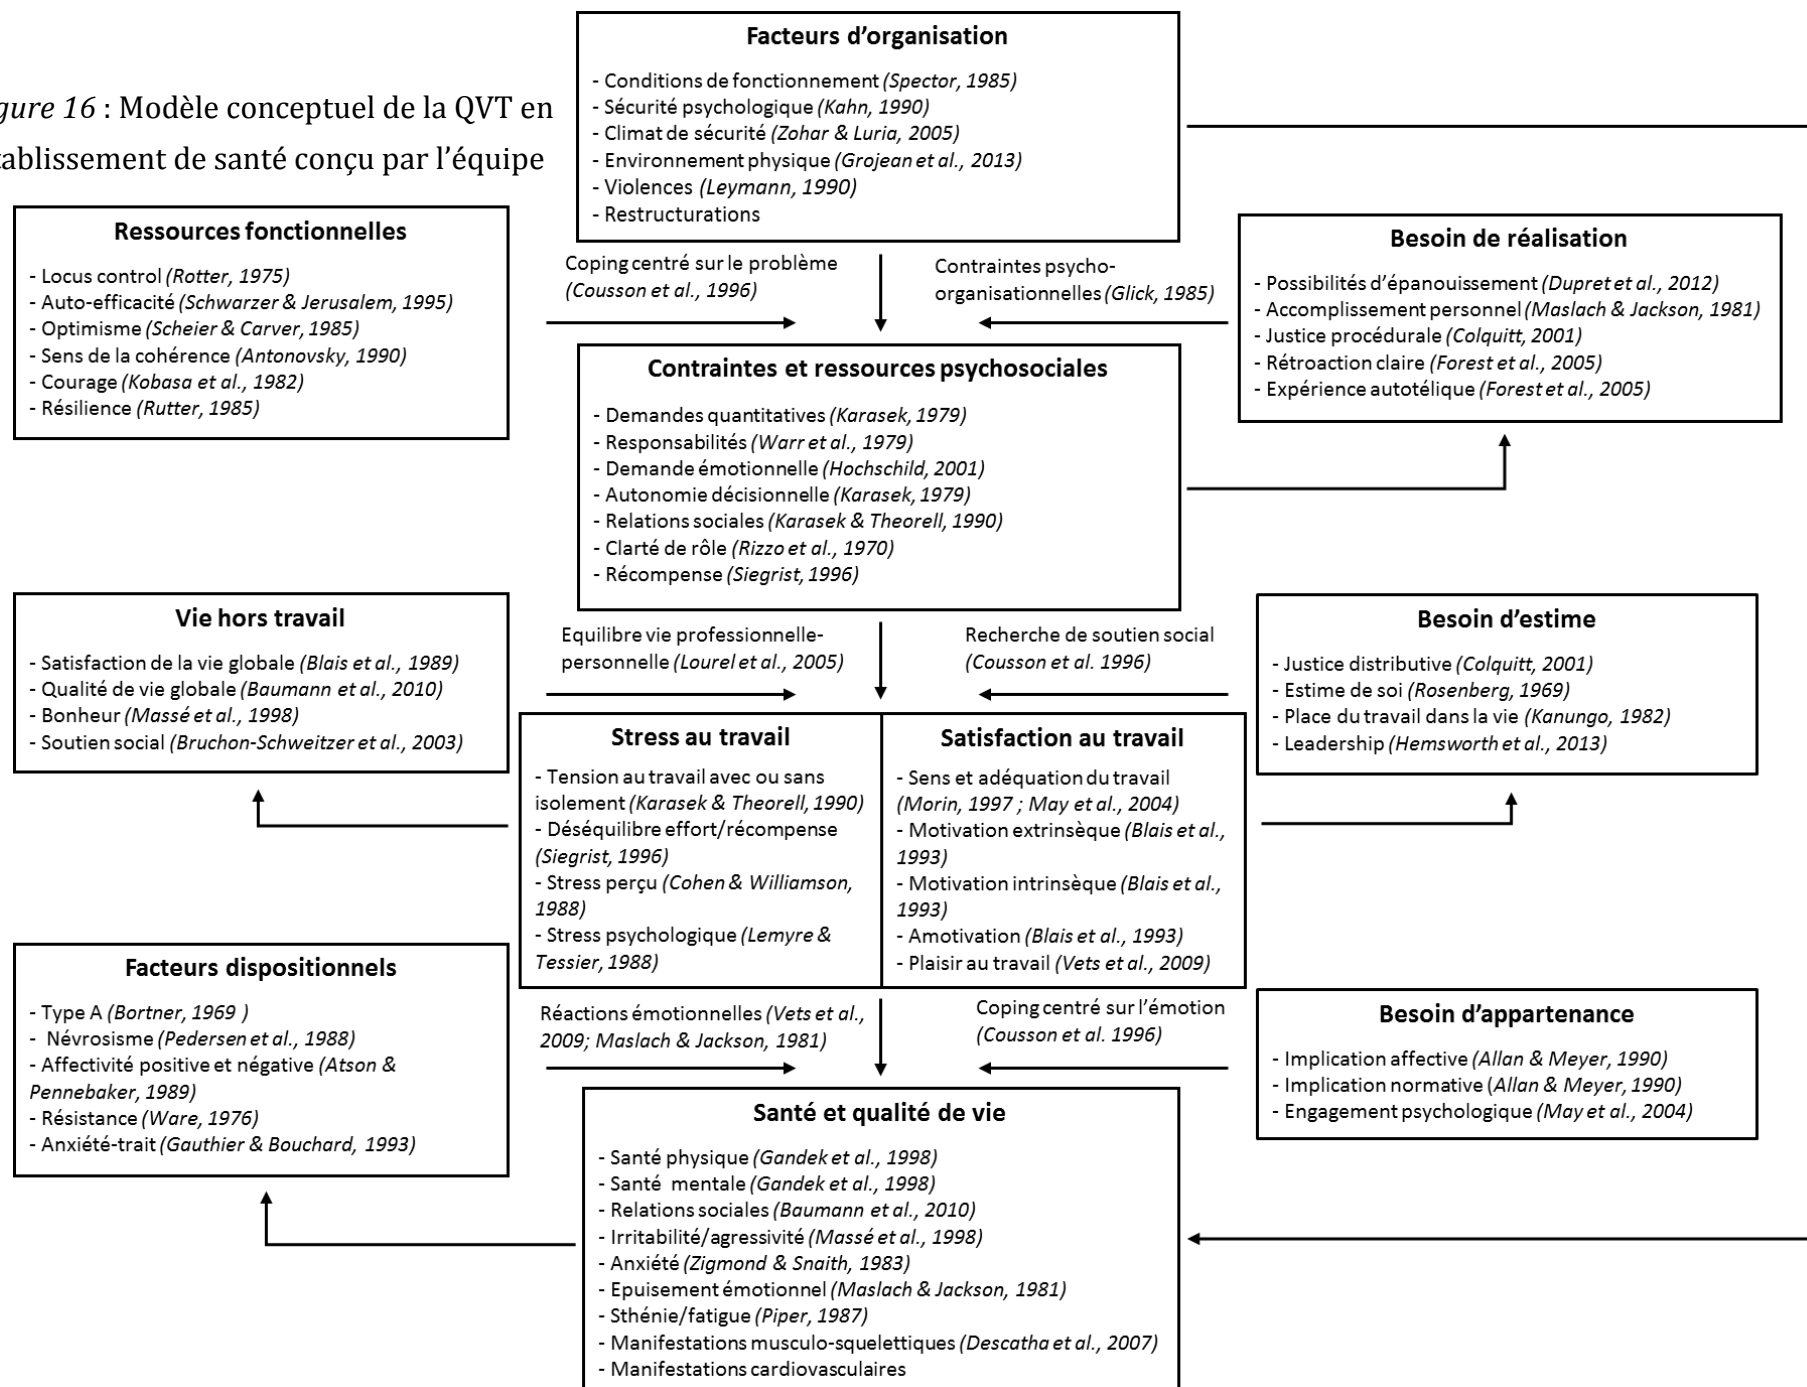 Facteurs d'organisation
- Conditions de fonctionnement (Spector, 1985)
- Sécurité psychologique (Kahn, 1990)
- Climat de sécurité (Zohar & Luria, 2005)
- Environnement physique (Grojean et al., 2013)
- Violences (Leymann, 1990)
- Restructurations
gure 16 : Modèle conceptuel de la QVT en
tablissement de santé conçu par l'équipe
Ressources fonctionnelles
- Locus control (Rotter, 1975)
- Auto-efficacité (Schwarzer & Jerusalem, 1995)
- Optimisme (Scheier & Carver, 1985)
- Sens de la cohérence (Antonovsky, 1990)
- Courage (Kobasa et al., 1982)
- Résilience (Rutter, 1985)
Coping centré sur le problème
(Cousson et al., 1996)
Contraintes psycho-
organisationnelles (Glick, 1985)
Besoin de réalisation
- Possibilités d'épanouissement (Dupret et al., 2012)
- Accomplissement personnel (Maslach & Jackson, 1981)
- Justice procédurale (Colquitt, 2001)
- Rétroaction claire (Forest et al., 2005)
- Expérience autotélique (Forest et al., 2005)
Contraintes et ressources psychosociales
- Demandes quantitatives (Karasek, 1979)
- Responsabilités (Warr et al., 1979)
- Demande émotionnelle (Hochschild, 2001)
- Autonomie décisionnelle (Karasek, 1979)
- Relations sociales (Karasek & Theorell, 1990)
- Clarté de rôle (Rizzo et al., 1970)
- Récompense (Siegrist, 1996)
Vie hors travail
- Satisfaction de la vie globale (Blais et al., 1989)
- Qualité de vie globale (Baumann et al., 2010)
- Bonheur (Massé et al., 1998)
- Soutien social (Bruchon-Schweitzer et al., 2003)
Equilibre vie professionnelle-
personnelle (Lourel et al., 2005)
Recherche de soutien social
(Cousson et al. 1996)
Besoin d'estime
- Justice distributive (Colquitt, 2001)
- Estime de soi (Rosenberg, 1969)
- Place du travail dans la vie (Kanungo, 1982)
- Leadership (Hemsworth et al., 2013)
Stress au travail
- Tension au travail avec ou sans
isolement (Karasek & Theorell, 1990)
- Déséquilibre effort/récompense
(Siegrist, 1996)
- Stress perçu (Cohen & Williamson,
1988)
- Stress psychologique (Lemyre &
Tessier, 1988)
Satisfaction au travail
- Sens et adéquation du travail
(Morin, 1997 ; May et al., 2004)
- Motivation extrinsèque (Blais et al.,
1993)
- Motivation intrinsèque (Blais et al.,
1993)
- Amotivation (Blais et al., 1993)
- Plaisir au travail (Vets et al., 2009)
Facteurs dispositionnels
- Type A (Bortner, 1969 )
- Névrosisme (Pedersen et al., 1988)
- Affectivité positive et négative (Atson &
Pennebaker, 1989)
- Résistance (Ware, 1976)
- Anxiété-trait (Gauthier & Bouchard, 1993)
Réactions émotionnelles (Vets et al.,
2009; Maslach & Jackson, 1981)
Coping centré sur l'émotion
(Cousson et al. 1996)
Besoin d'appartenance
- Implication affective (Allan & Meyer, 1990)
- Implication normative (Allan & Meyer, 1990)
- Engagement psychologique (May et al., 2004)
Santé et qualité de vie
- Santé physique (Gandek et al., 1998)
- Santé mentale (Gandek et al., 1998)
- Relations sociales (Baumann et al., 2010)
- Irritabilité/agressivité (Massé et al., 1998)
- Anxiété (Zigmond & Snaith, 1983)
- Epuisement émotionnel (Maslach & Jackson, 1981)
- Sthénie/fatigue (Piper, 1987)
- Manifestations musculo-squelettiques (Descatha et al., 2007)
- Manifestations cardiovasculaires